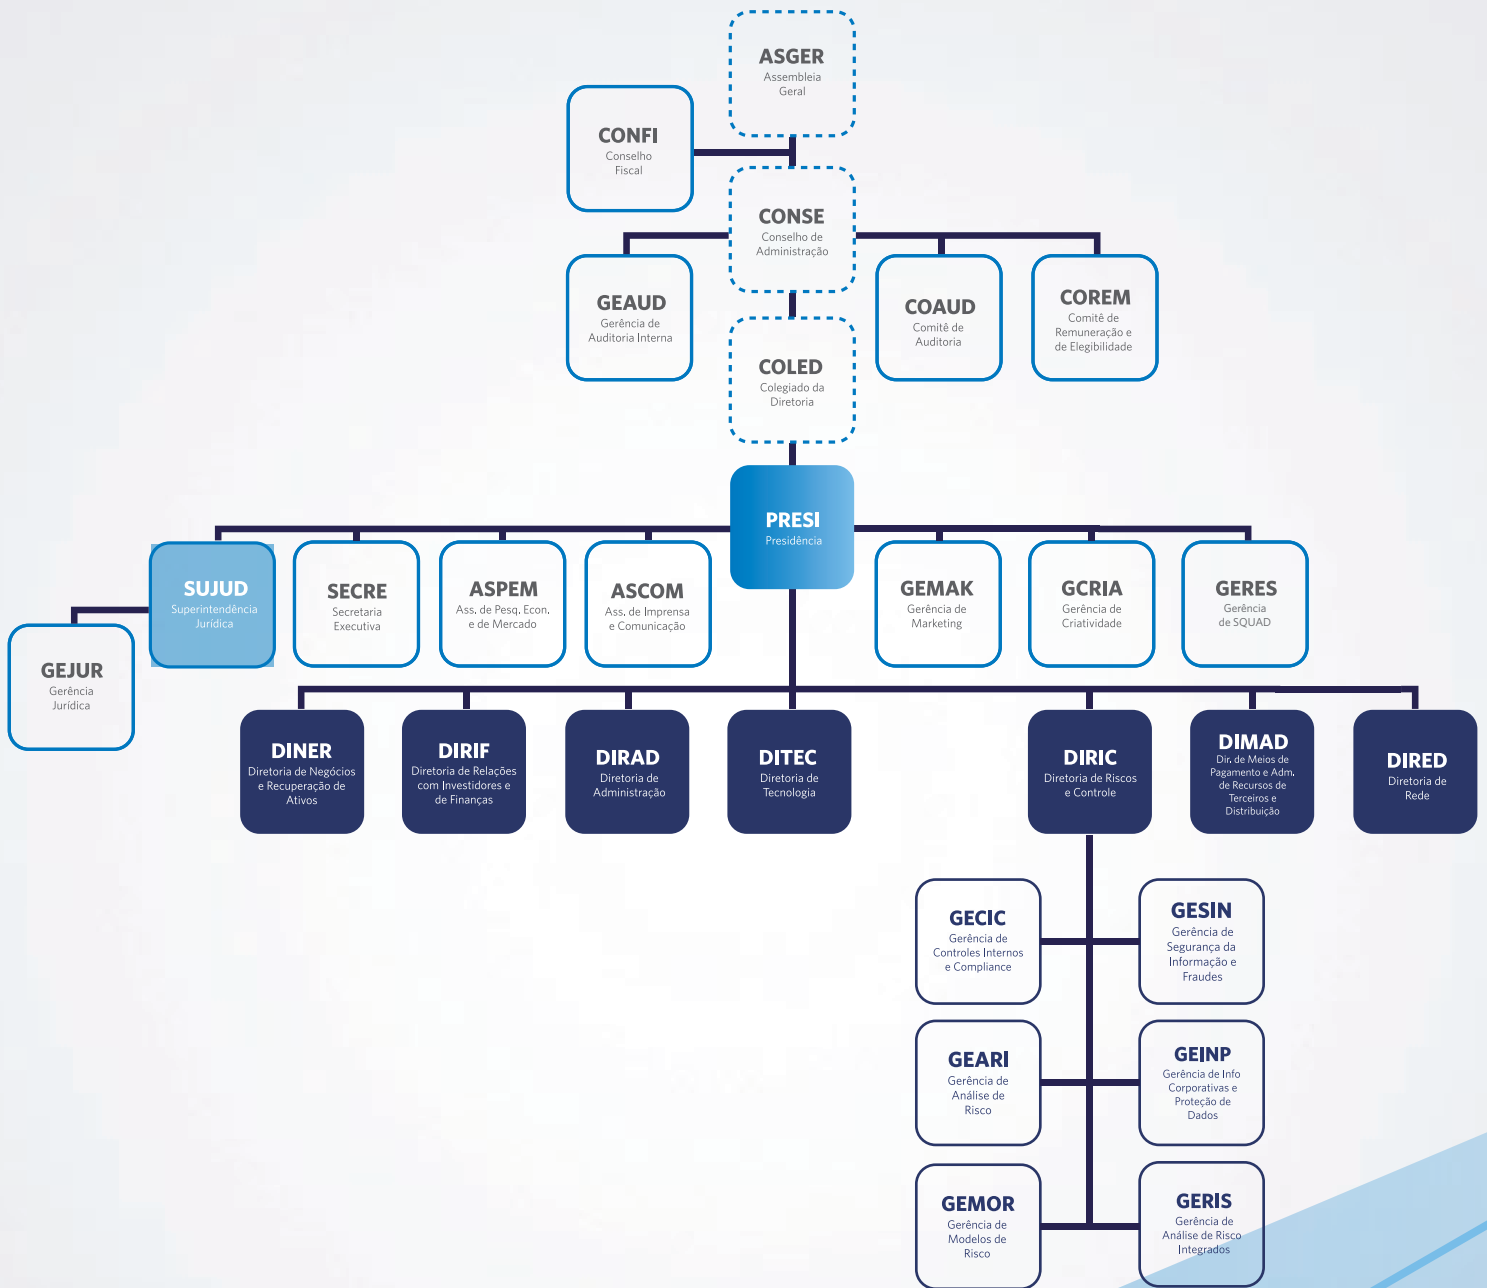 ASGER
Assembleia
Geral
CONFI
Conselho
Fiscal
CONSE
Conselho de
Administração
GEAUD
Gerência de
Auditoria Interna
COAUD
Comitê de
Auditoria
COREM
Comitê de
Remuneração e
de Elegibilidade
COLED
Colegiado da
Diretoria
PRESI
Presidência
SUJUD
Superintendência
Jurídica
SECRE
Secretaria
Executiva
ASPEM
Ass. de Pesq. Econ.
e de Mercado
ASCOM
Ass. de Imprensa
e Comunicação
GEMAK
Gerência de
Marketing
GCRIA
Gerência de
Criatividade
GERES
Gerência
de SQUAD
GEJUR
Gerência
Jurídica
DINER
Diretoria de Negócios
e Recuperação de
Ativos
DIRIF
Diretoria de Relações
com Investidores e
de Finanças
DIRAD
Diretoria de
Administração
DITEC
Diretoria de
Tecnologia
DIRIC
Diretoria de Riscos
e Controle
DIMAD
Dir. de Meios de
Pagamento e Adm.
de Recursos de
Terceiros e
Distribuição
DIRED
Diretoria de
Rede
GECIC
Gerência de
Controles Internos
e Compliance
GESIN
Gerência de
Segurança da
Informação e
Fraudes
GEARI
Gerência de
Análise de
Risco
GEINP
Gerência de Info
Corporativas e
Proteção de
Dados
GEMOR
Gerência de
Modelos de
Risco
GERIS
Gerência de
Análise de Risco
Integrados